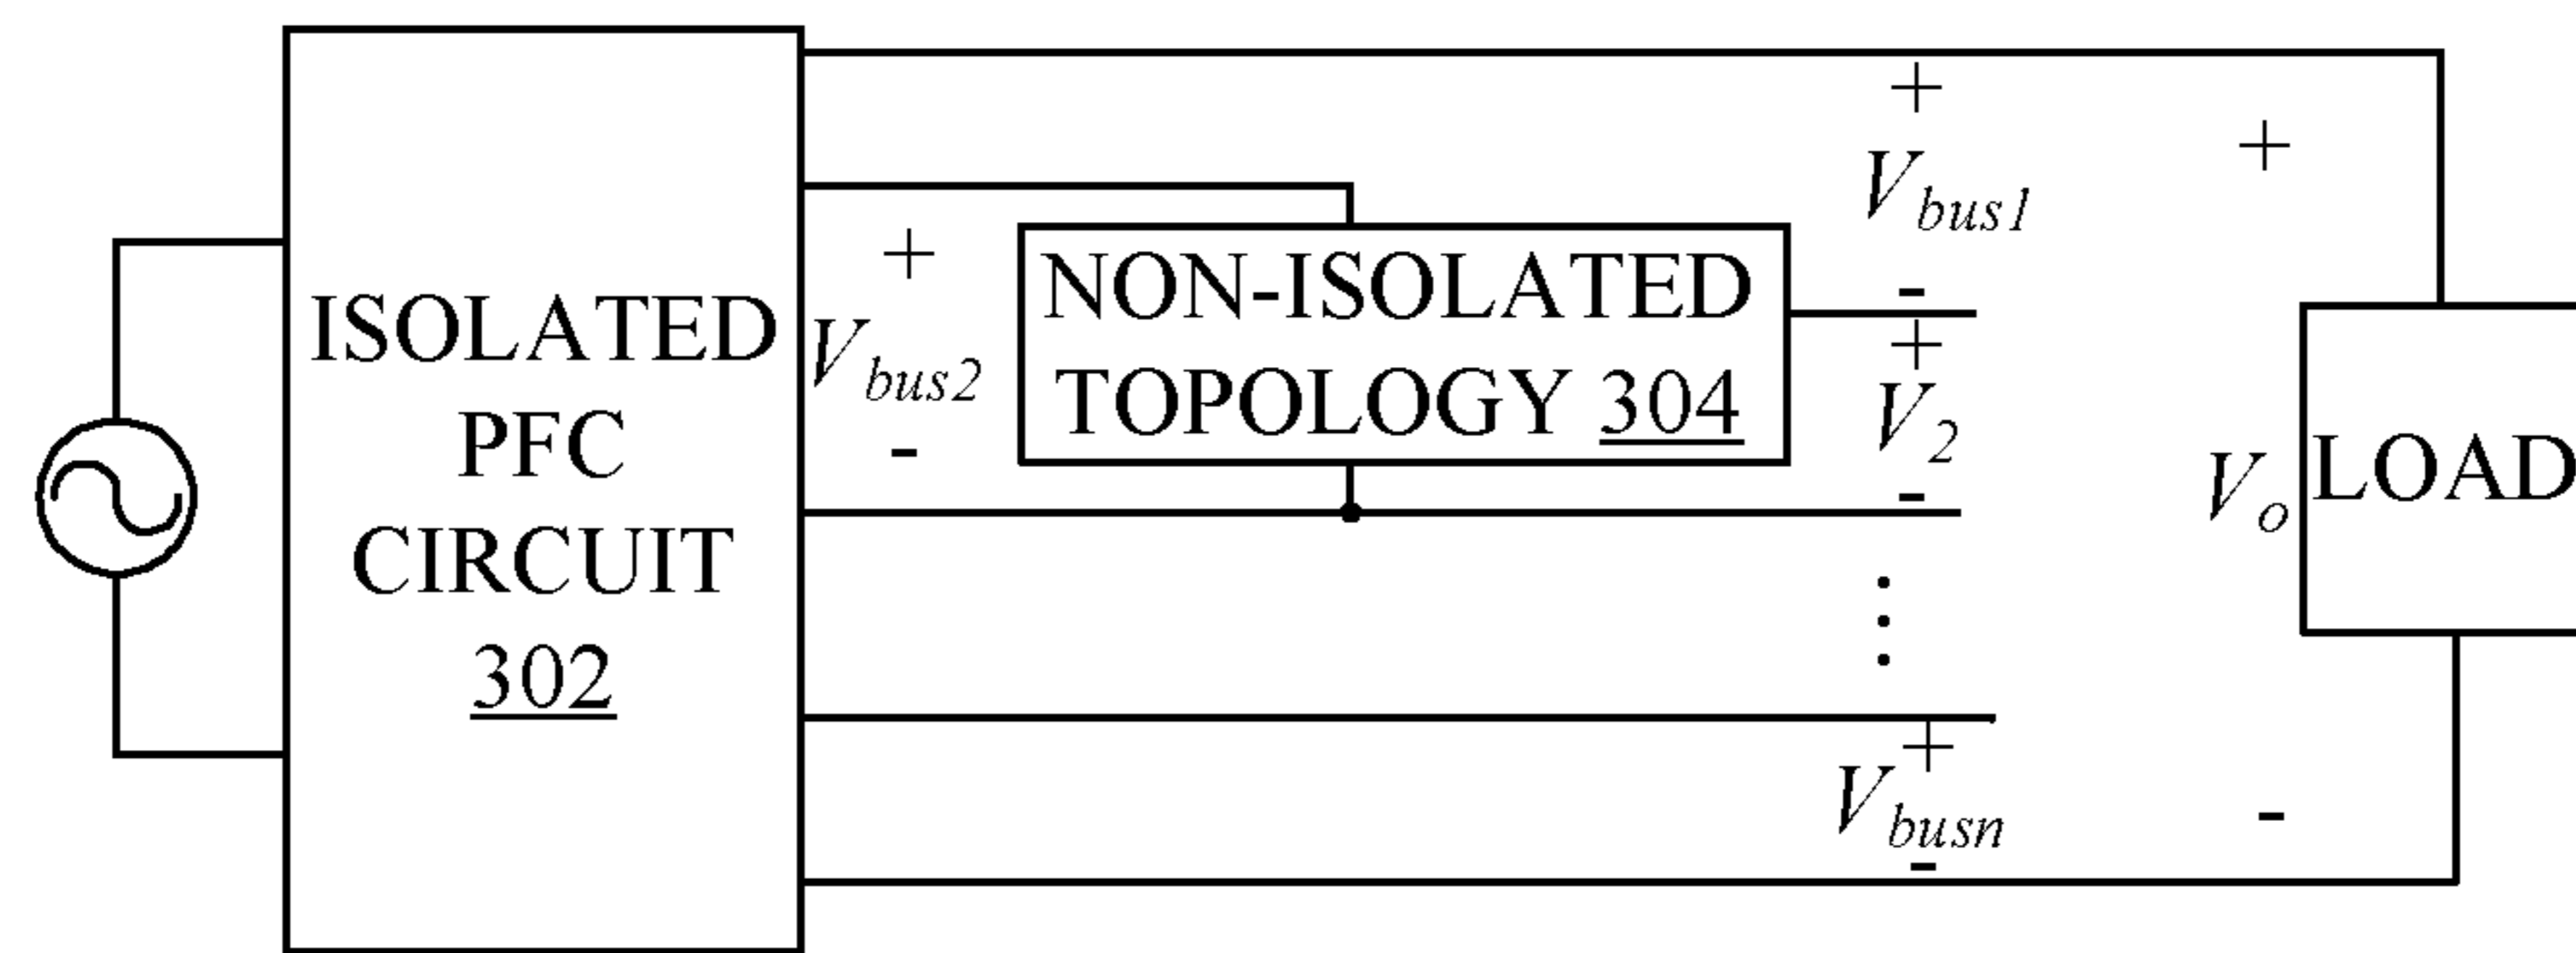 ISOLATED
PFC
CIRCUIT
302
+
V_bus2
-
NON-ISOLATED
TOPOLOGY 304
+
V_bus1
-
+
V_2
-
+
V_busn
-
+
V_o
-
LOAD